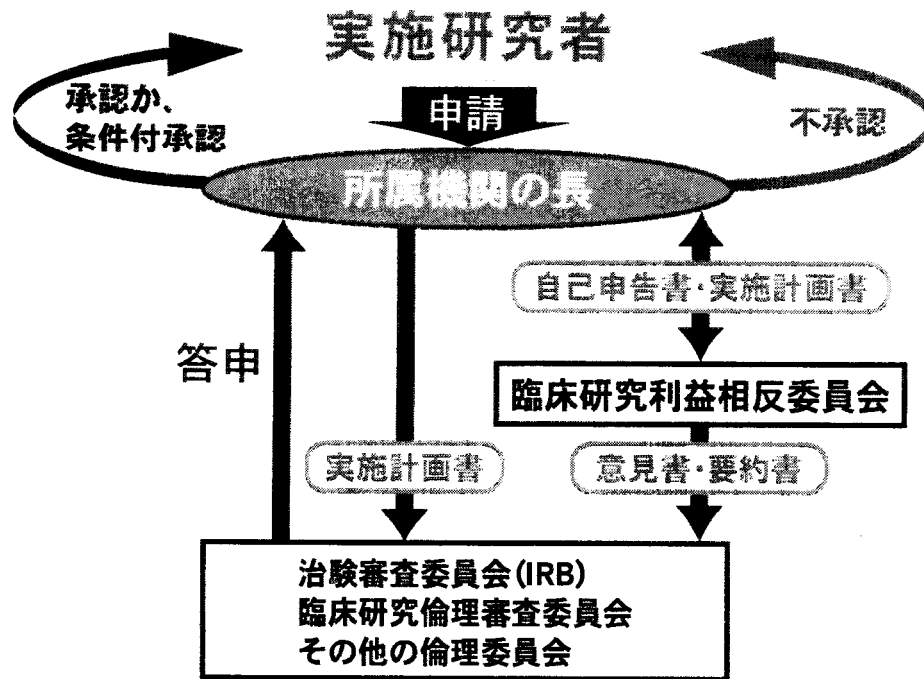 実施研究者
承認か、
条件付承認
申請
不承認
所属機関の長
自己申告書・実施計画書
答申
臨床研究利益相反委員会
実施計画書
意見書・要約書
治験審査委員会(IRB)
臨床研究倫理審査委員会
その他の倫理委員会